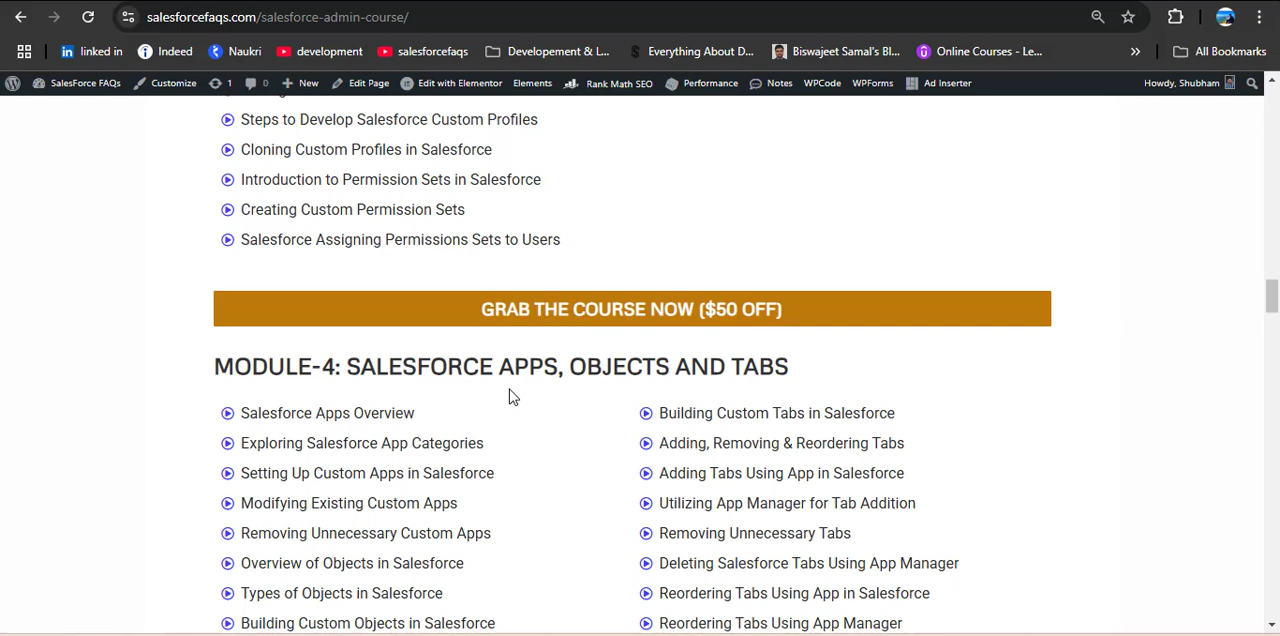 salesforcefaqs.com/salesforce-admin-course/
linked in Indeed Naukri development salesforcefaqs Developement & L... Everything About D... Biswajeet Samal's Bl... Online Courses - Le... » All Bookmarks
SalesForce FAQs Customize 1 0 New Edit Page Edit with Elementor Elements Rank Math SEO Performance Notes WPCode WPForms Ad Inserter Howdy, Shubham
Steps to Develop Salesforce Custom Profiles
Cloning Custom Profiles in Salesforce
Introduction to Permission Sets in Salesforce
Creating Custom Permission Sets
Salesforce Assigning Permissions Sets to Users
GRAB THE COURSE NOW ($50 OFF)
MODULE-4: SALESFORCE APPS, OBJECTS AND TABS
Salesforce Apps Overview
Exploring Salesforce App Categories
Setting Up Custom Apps in Salesforce
Modifying Existing Custom Apps
Removing Unnecessary Custom Apps
Overview of Objects in Salesforce
Types of Objects in Salesforce
Building Custom Objects in Salesforce
Building Custom Tabs in Salesforce
Adding, Removing & Reordering Tabs
Adding Tabs Using App in Salesforce
Utilizing App Manager for Tab Addition
Removing Unnecessary Tabs
Deleting Salesforce Tabs Using App Manager
Reordering Tabs Using App in Salesforce
Reordering Tabs Using App Manager